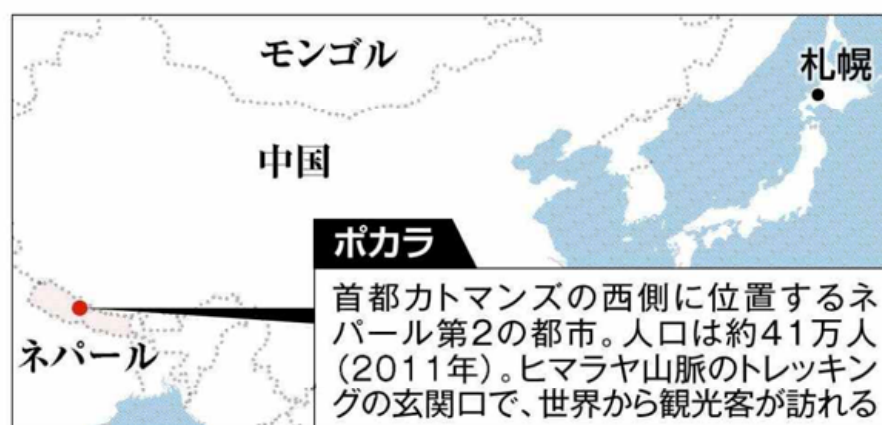 モンゴル
札幌
中国
ポカラ
首都カトマンズの西側に位置するネ
パール第2の都市。人口は約41万人
(2011年)。ヒマラヤ山脈のトレッキン
グの玄関口で、世界から観光客が訪れる
ネパール